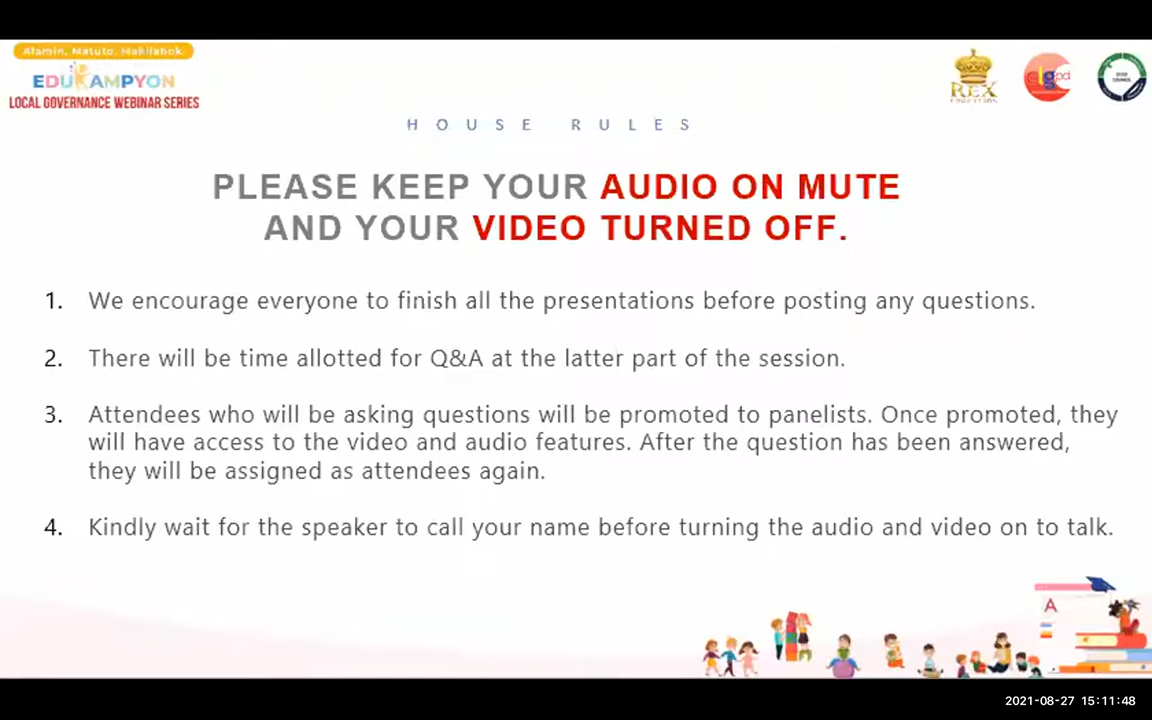 Alamin. Matuto. Makilahok.
EDUKAMPYON
LOCAL GOVERNANCE WEBINAR SERIES
REX
EDUCATION
clgpd
ECCD
COUNCIL
HOUSE RULES
PLEASE KEEP YOUR AUDIO ON MUTE
AND YOUR VIDEO TURNED OFF.
1. We encourage everyone to finish all the presentations before posting any questions.
2. There will be time allotted for Q&A at the latter part of the session.
3. Attendees who will be asking questions will be promoted to panelists. Once promoted, they
will have access to the video and audio features. After the question has been answered,
they will be assigned as attendees again.
4. Kindly wait for the speaker to call your name before turning the audio and video on to talk.
A
2021-08-27 15:11:48